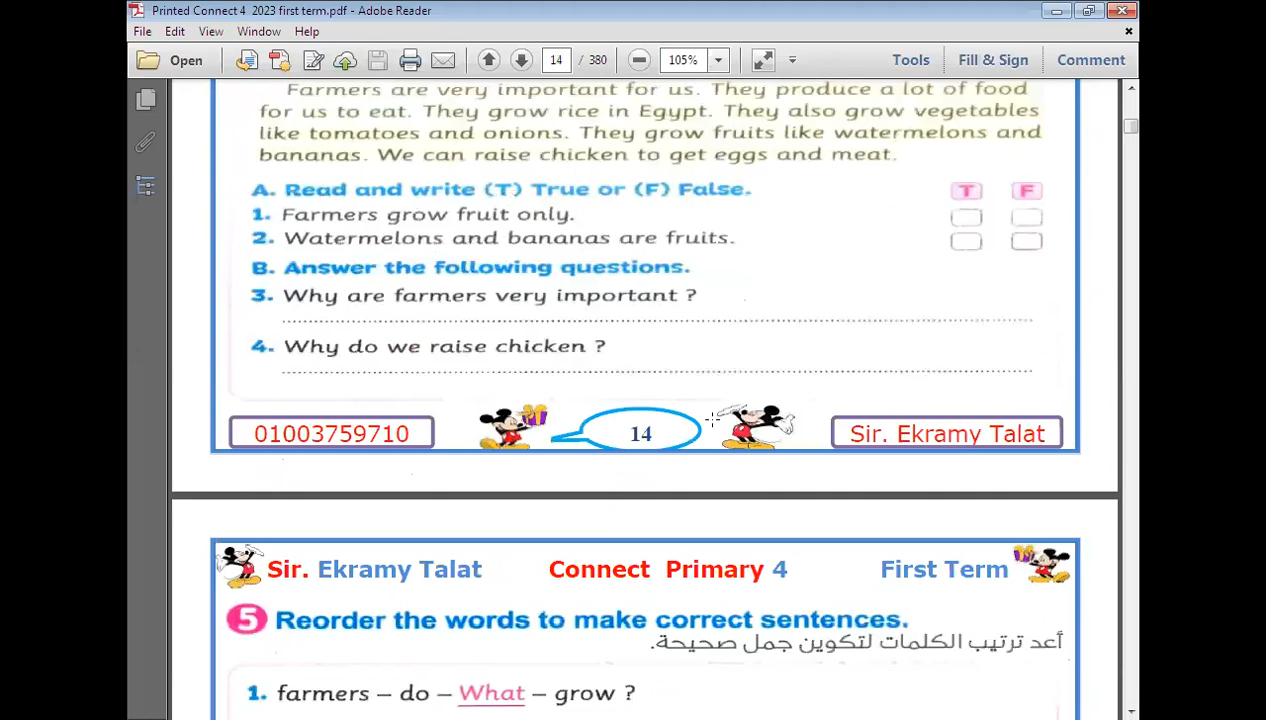 Printed Connect 4 2023 first term.pdf - Adobe Reader
File Edit View Window Help
Open 14 / 380 105% Tools Fill & Sign Comment
Farmers are very important for us. They produce a lot of food
for us to eat. They grow rice in Egypt. They also grow vegetables
like tomatoes and onions. They grow fruits like watermelons and
bananas. We can raise chicken to get eggs and meat.
A. Read and write (T) True or (F) False. T F
1. Farmers grow fruit only.
2. Watermelons and bananas are fruits.
B. Answer the following questions.
3. Why are farmers very important ?
4. Why do we raise chicken ?
01003759710 14 Sir. Ekramy Talat
Sir. Ekramy Talat Connect Primary 4 First Term
5 Reorder the words to make correct sentences.
أعد ترتيب الكلمات لتكوين جمل صحيحة.
1. farmers – do – What – grow ?